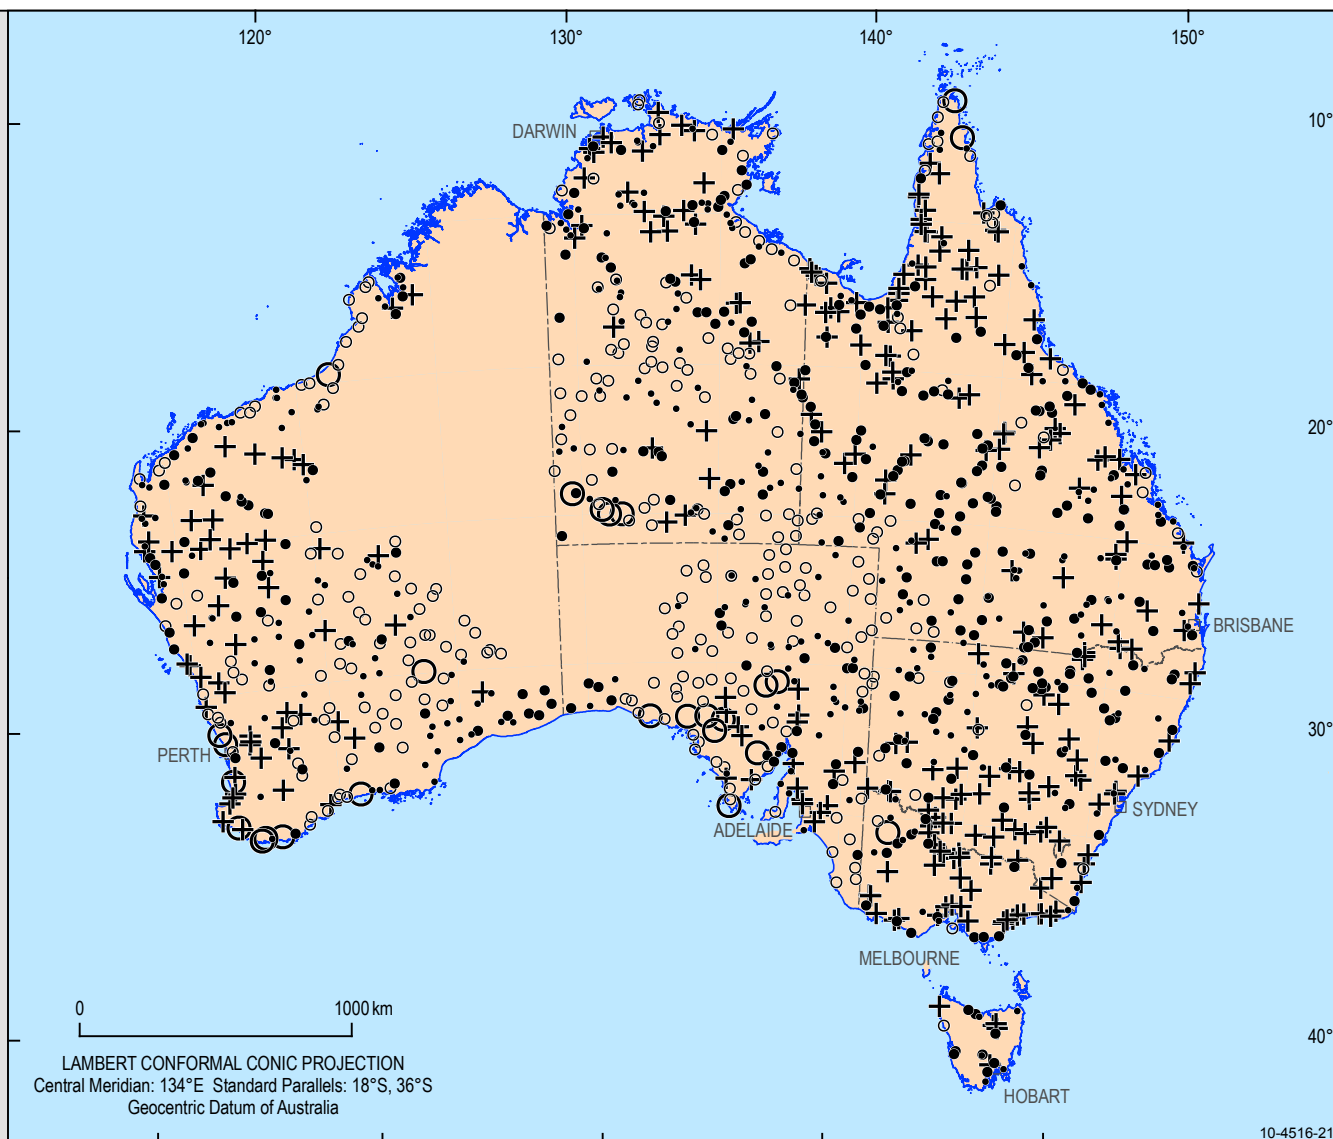 120° 130° 140° 150°
10°
DARWIN
20°
30°
BRISBANE
PERTH
SYDNEY
ADELAIDE
MELBOURNE
0 1000 km
40°
LAMBERT CONFORMAL CONIC PROJECTION
Central Meridian: 134°E Standard Parallels: 18°S, 36°S
Geocentric Datum of Australia
HOBART
10-4516-21